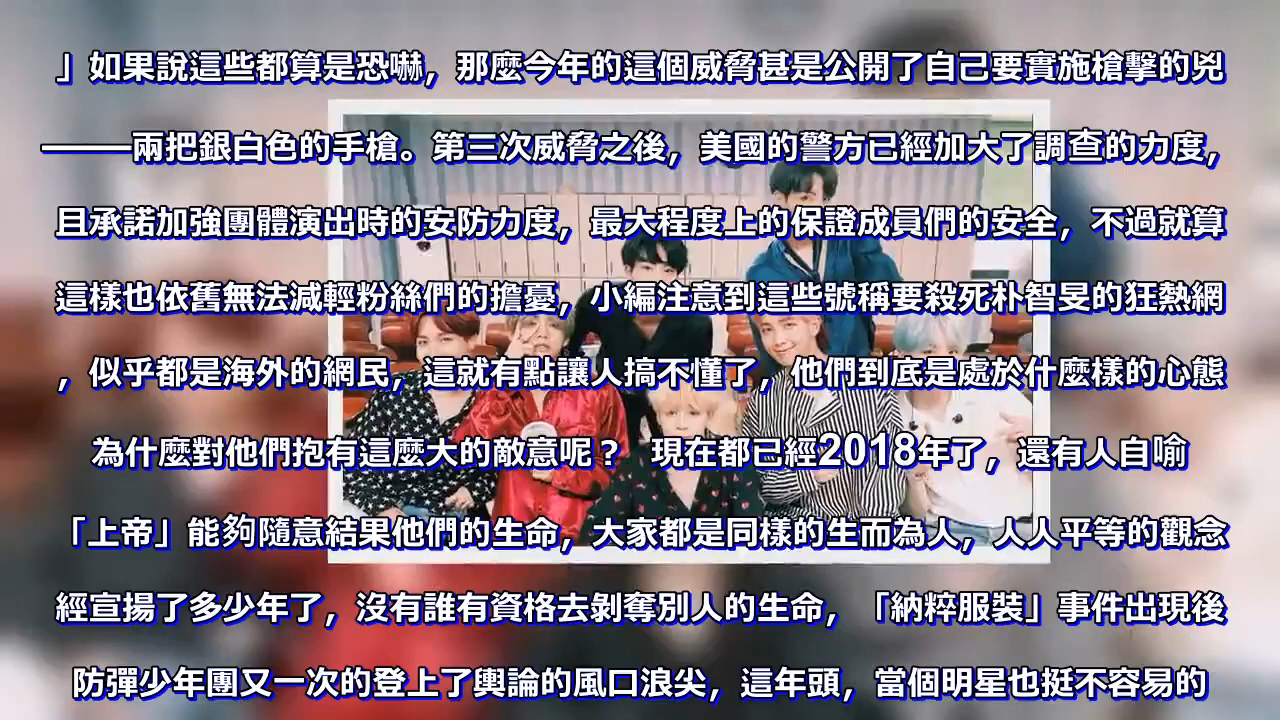 」如果說這些都算是恐嚇，那麼今年的這個威脅甚是公開了自己要實施槍擊的兇
———兩把銀白色的手槍。第三次威脅之後，美國的警方已經加大了調查的力度，
且承諾加強團體演出時的安防力度，最大程度上的保證成員們的安全，不過就算
這樣也依舊無法減輕粉絲們的擔憂，小編注意到這些號稱要殺死朴智旻的狂熱網
，似乎都是海外的網民，這就有點讓人搞不懂了，他們到底是處於什麼樣的心態
為什麼對他們抱有這麼大的敵意呢？ 現在都已經2018年了，還有人自喻
「上帝」能夠隨意結果他們的生命，大家都是同樣的生而為人，人人平等的觀念
經宣揚了多少年了，沒有誰有資格去剝奪別人的生命，「納粹服裝」事件出現後
防彈少年團又一次的登上了輿論的風口浪尖，這年頭，當個明星也挺不容易的